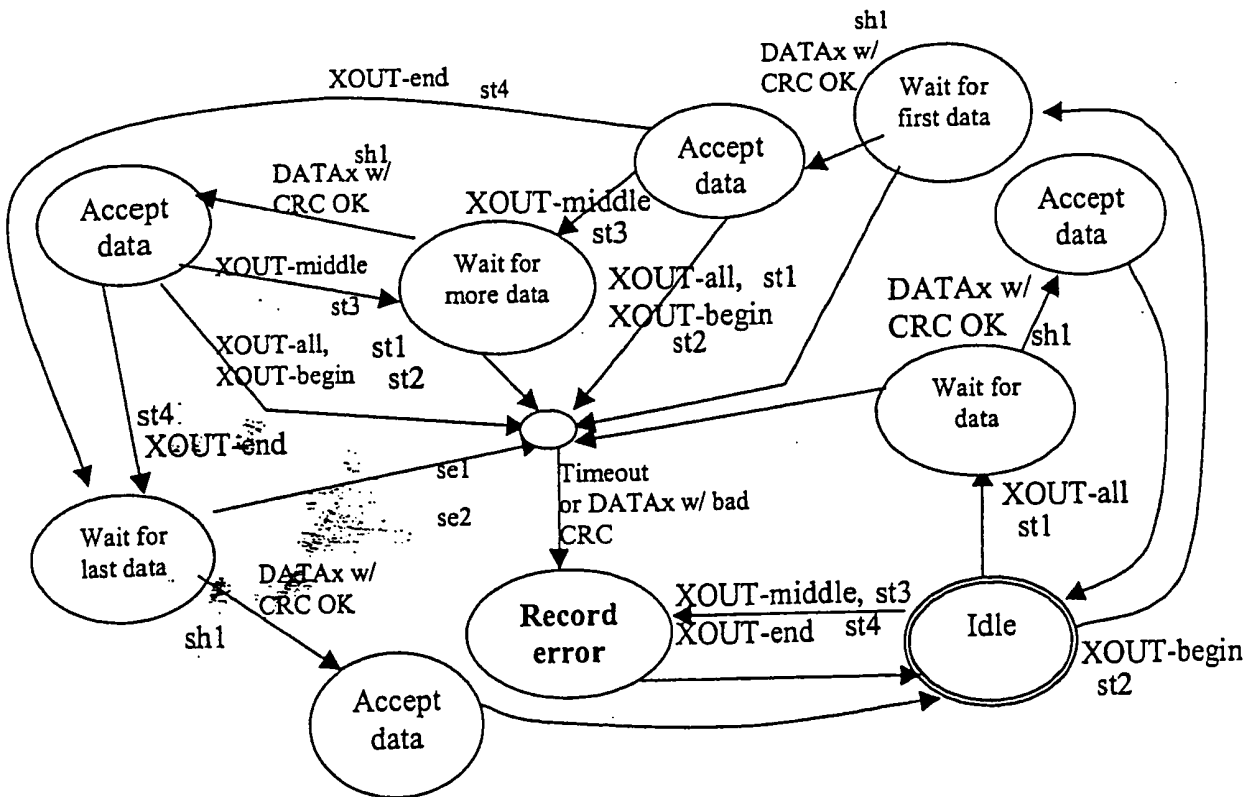 sh1
DATAx w/
CRC OK
Wait for
first data
XOUT-end
st4
Accept
data
sh1
DATAx w/
CRC OK
Accept
data
Accept
data
XOUT-middle
st3
Wait for
more data
XOUT-middle
st3
XOUT-all, st1
XOUT-begin
st2
DATAx w/
CRC OK
sh1
XOUT-all, st1
XOUT-begin st2
Wait for
data
st4
XOUT-end
se1
se2
Timeout
or DATAx w/ bad
CRC
XOUT-all
st1
Wait for
last data
DATAx w/
CRC OK
sh1
Record
error
XOUT-middle, st3
XOUT-end st4
Idle
XOUT-begin
st2
Accept
data